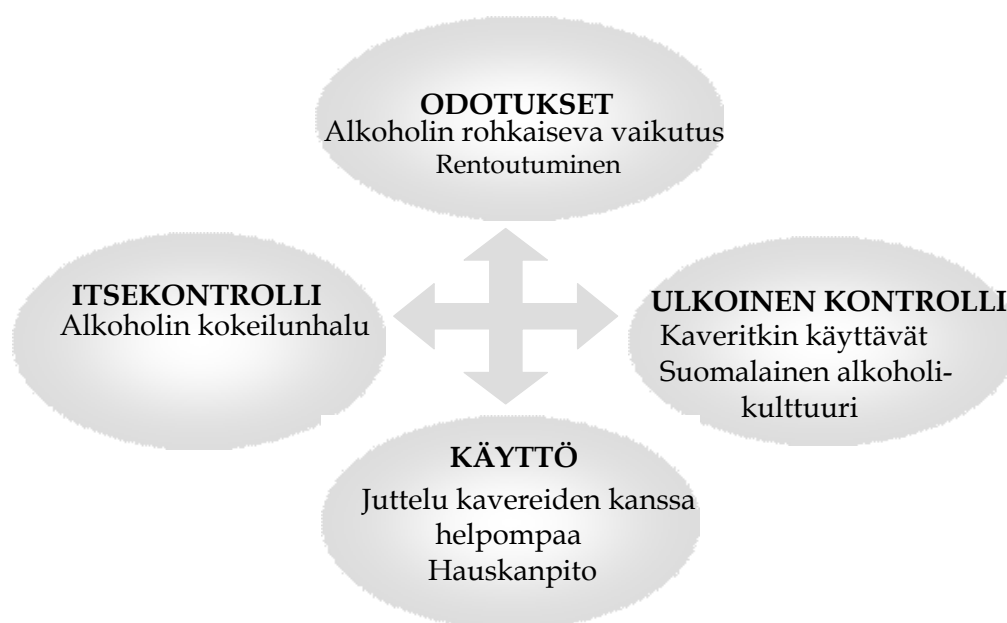 ODOTUKSET
Alkoholin rohkaiseva vaikutus
Rentoutuminen
ITSEKONTROLLI
Alkoholin kokeilunhalu
ULKOINEN KONTROLLI
Kaveritkin käyttävät
Suomalainen alkoholi-
kulttuuri
KÄYTTÖ
Juttelu kavereiden kanssa
helpompaa
Hauskanpito